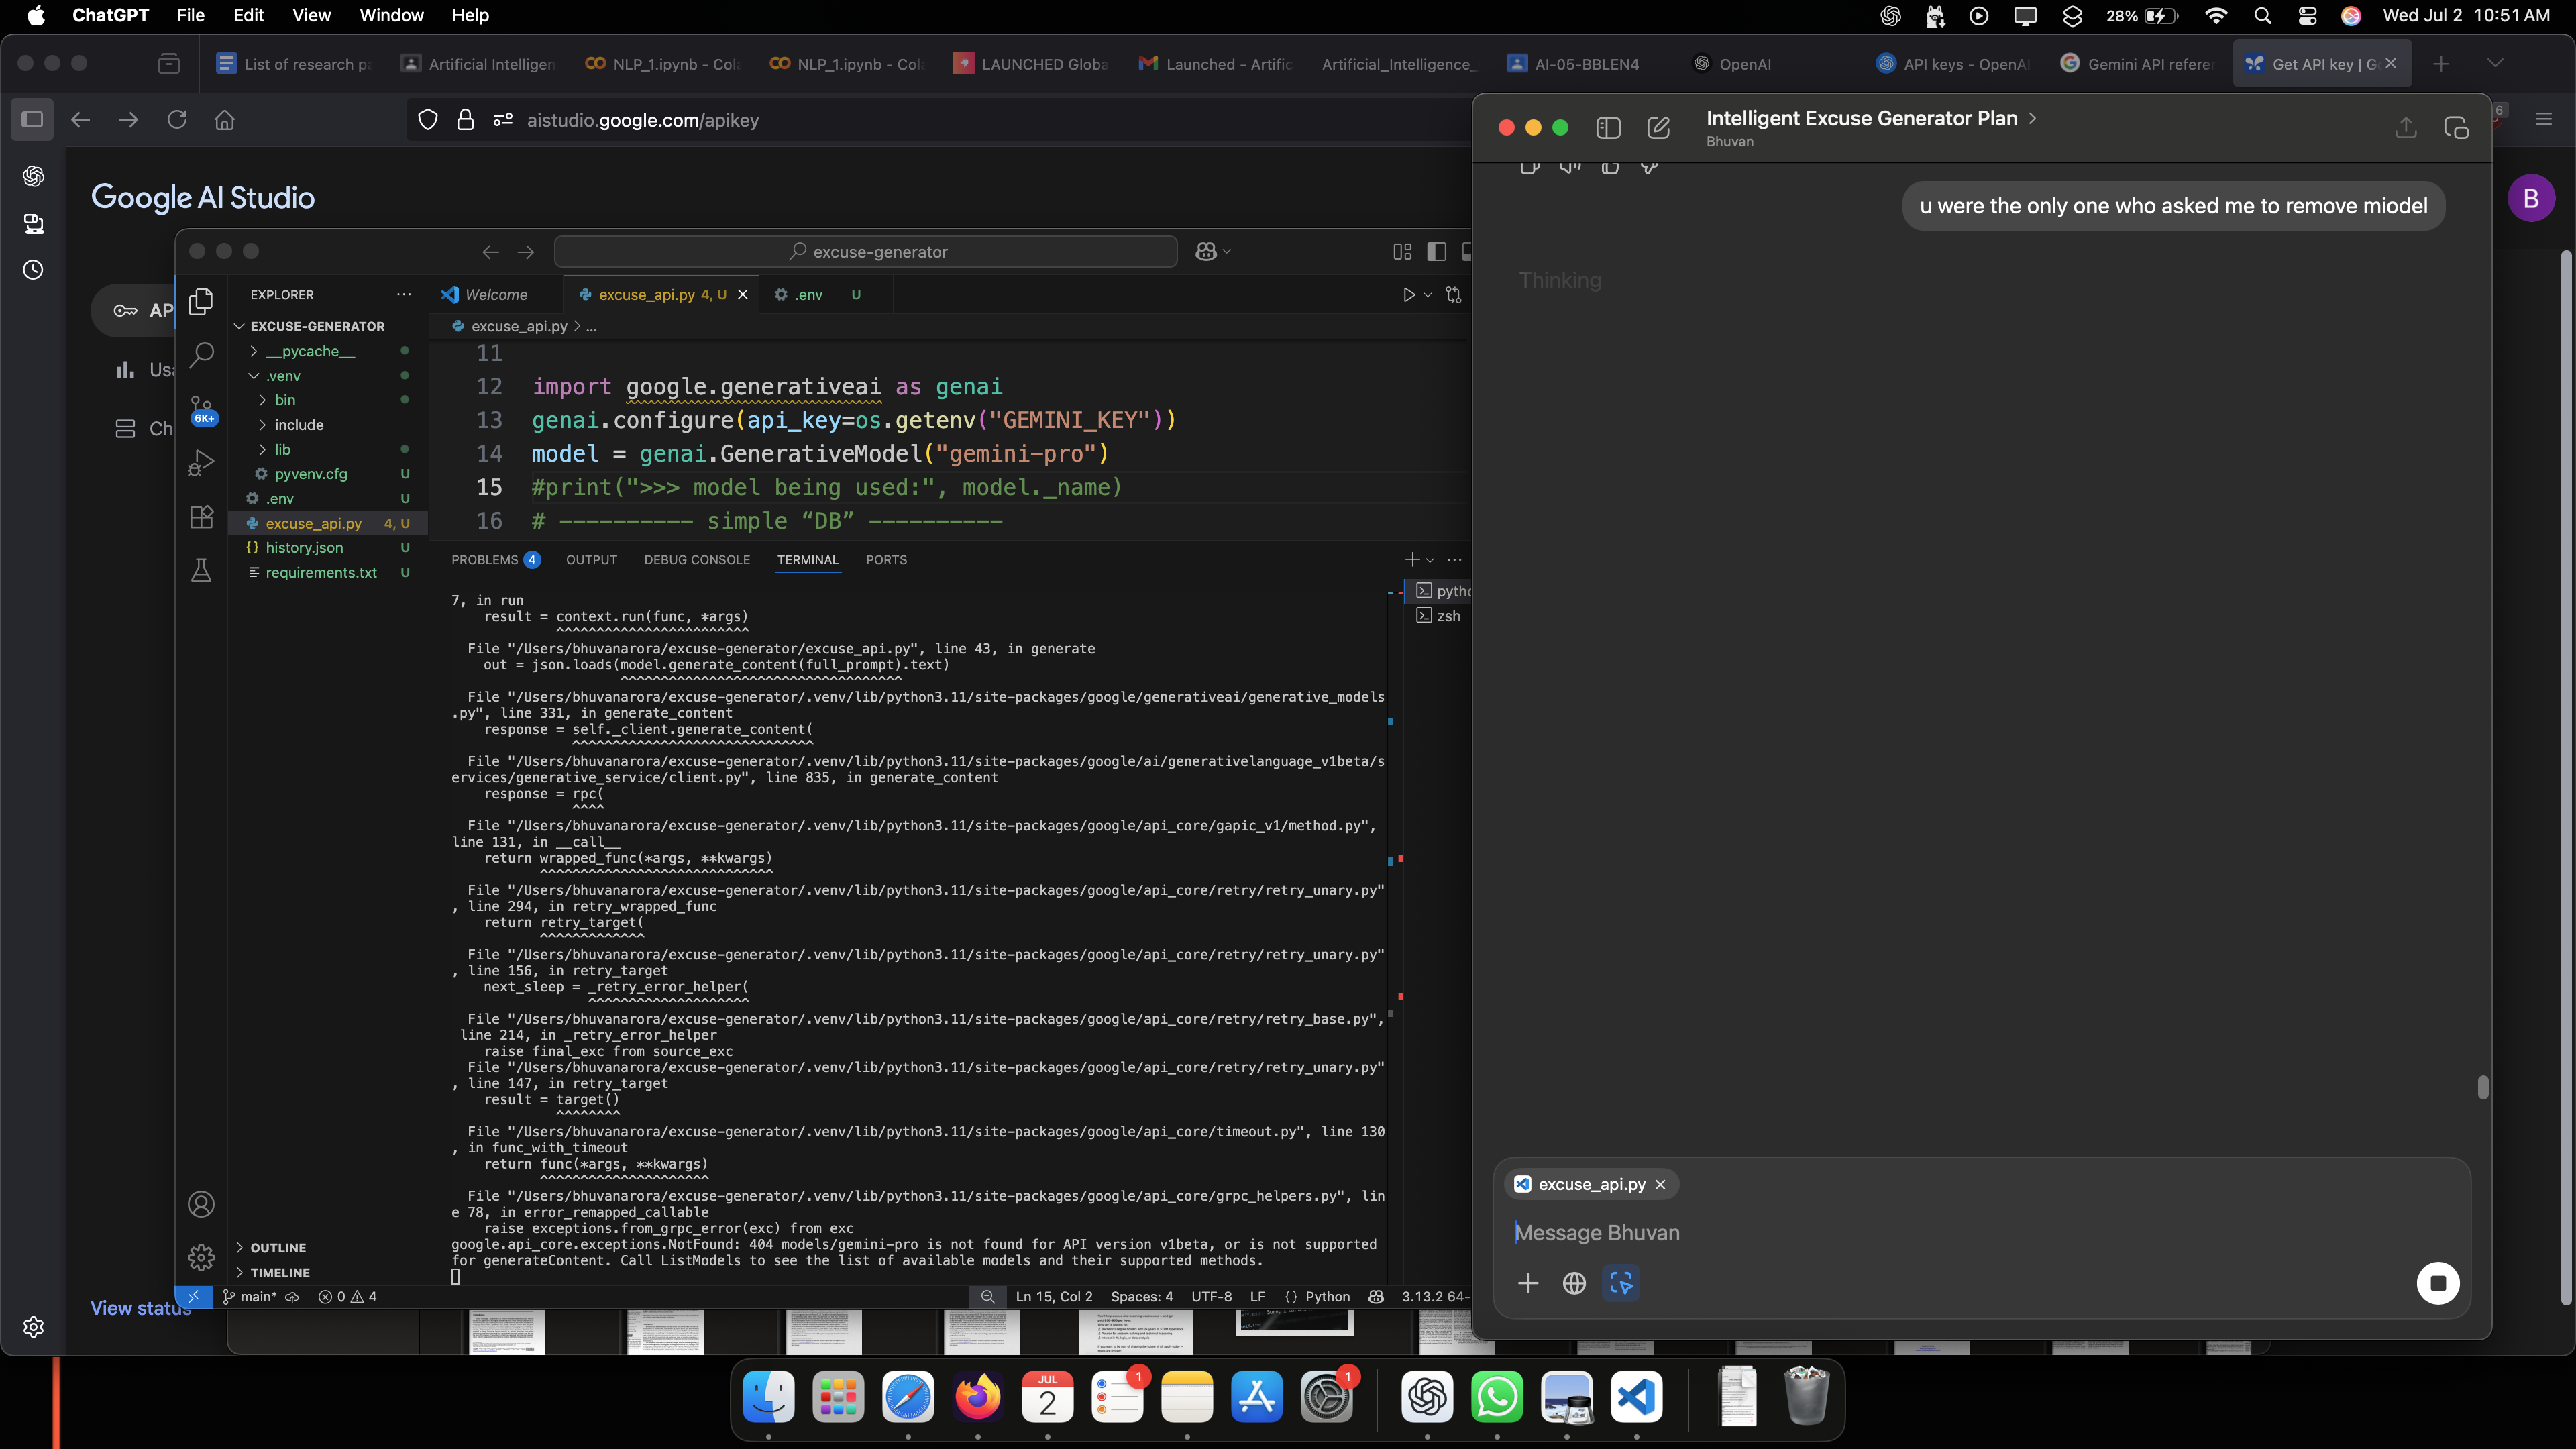 ChatGPT File Edit View Window Help
28%
Wed Jul 2 10:51 AM
List of research pa
Artificial Intelligen
NLP_1.ipynb - Cola
NLP_1.ipynb - Cola
LAUNCHED Globa
Launched - Artific
Artificial_Intelligence_
AI-05-BBLEN4
OpenAI
API keys - OpenAI
Gemini API referen
Get API key | G
aistudio.google.com/apikey
6
Google AI Studio
B
AP
Usa
Ch
View status
excuse-generator
EXPLORER
Welcome
excuse_api.py 4, U
.env U
EXCUSE-GENERATOR
excuse_api.py > ...
__pycache__
.venv
bin
include
lib
pyvenv.cfg U
.env U
excuse_api.py 4, U
history.json U
requirements.txt U
6K+
OUTLINE
TIMELINE
11
12 import google.generativeai as genai
13 genai.configure(api_key=os.getenv("GEMINI_KEY"))
14 model = genai.GenerativeModel("gemini-pro")
15 #print(">>> model being used:", model._name)
16 # ---------- simple “DB” ----------
PROBLEMS 4 OUTPUT DEBUG CONSOLE TERMINAL PORTS
pytho
zsh
7, in run
result = context.run(func, *args)
^^^^^^^^^^^^^^^^^^^^^^^^
File "/Users/bhuvanarora/excuse-generator/excuse_api.py", line 43, in generate
out = json.loads(model.generate_content(full_prompt).text)
^^^^^^^^^^^^^^^^^^^^^^^^^^^^^^^^^^^
File "/Users/bhuvanarora/excuse-generator/.venv/lib/python3.11/site-packages/google/generativeai/generative_models
.py", line 331, in generate_content
response = self._client.generate_content(
^^^^^^^^^^^^^^^^^^^^^^^^^^^^^^
File "/Users/bhuvanarora/excuse-generator/.venv/lib/python3.11/site-packages/google/ai/generativelanguage_v1beta/s
ervices/generative_service/client.py", line 835, in generate_content
response = rpc(
^^^^
File "/Users/bhuvanarora/excuse-generator/.venv/lib/python3.11/site-packages/google/api_core/gapic_v1/method.py",
line 131, in __call__
return wrapped_func(*args, **kwargs)
^^^^^^^^^^^^^^^^^^^^^^^^^^^^^
File "/Users/bhuvanarora/excuse-generator/.venv/lib/python3.11/site-packages/google/api_core/retry/retry_unary.py"
, line 294, in retry_wrapped_func
return retry_target(
^^^^^^^^^^^^^
File "/Users/bhuvanarora/excuse-generator/.venv/lib/python3.11/site-packages/google/api_core/retry/retry_unary.py"
, line 156, in retry_target
next_sleep = _retry_error_helper(
^^^^^^^^^^^^^^^^^^^^
File "/Users/bhuvanarora/excuse-generator/.venv/lib/python3.11/site-packages/google/api_core/retry/retry_base.py",
line 214, in _retry_error_helper
raise final_exc from source_exc
File "/Users/bhuvanarora/excuse-generator/.venv/lib/python3.11/site-packages/google/api_core/retry/retry_unary.py"
, line 147, in retry_target
result = target()
^^^^^^^^
File "/Users/bhuvanarora/excuse-generator/.venv/lib/python3.11/site-packages/google/api_core/timeout.py", line 130
, in func_with_timeout
return func(*args, **kwargs)
^^^^^^^^^^^^^^^^^^^^^
File "/Users/bhuvanarora/excuse-generator/.venv/lib/python3.11/site-packages/google/api_core/grpc_helpers.py", lin
e 78, in error_remapped_callable
raise exceptions.from_grpc_error(exc) from exc
google.api_core.exceptions.NotFound: 404 models/gemini-pro is not found for API version v1beta, or is not supported
for generateContent. Call ListModels to see the list of available models and their supported methods.
main* 0 4
Ln 15, Col 2 Spaces: 4 UTF-8 LF {} Python 3.13.2 64-
Intelligent Excuse Generator Plan >
Bhuvan
u were the only one who asked me to remove miodel
Thinking
excuse_api.py
Message Bhuvan
JUL
2
1
1